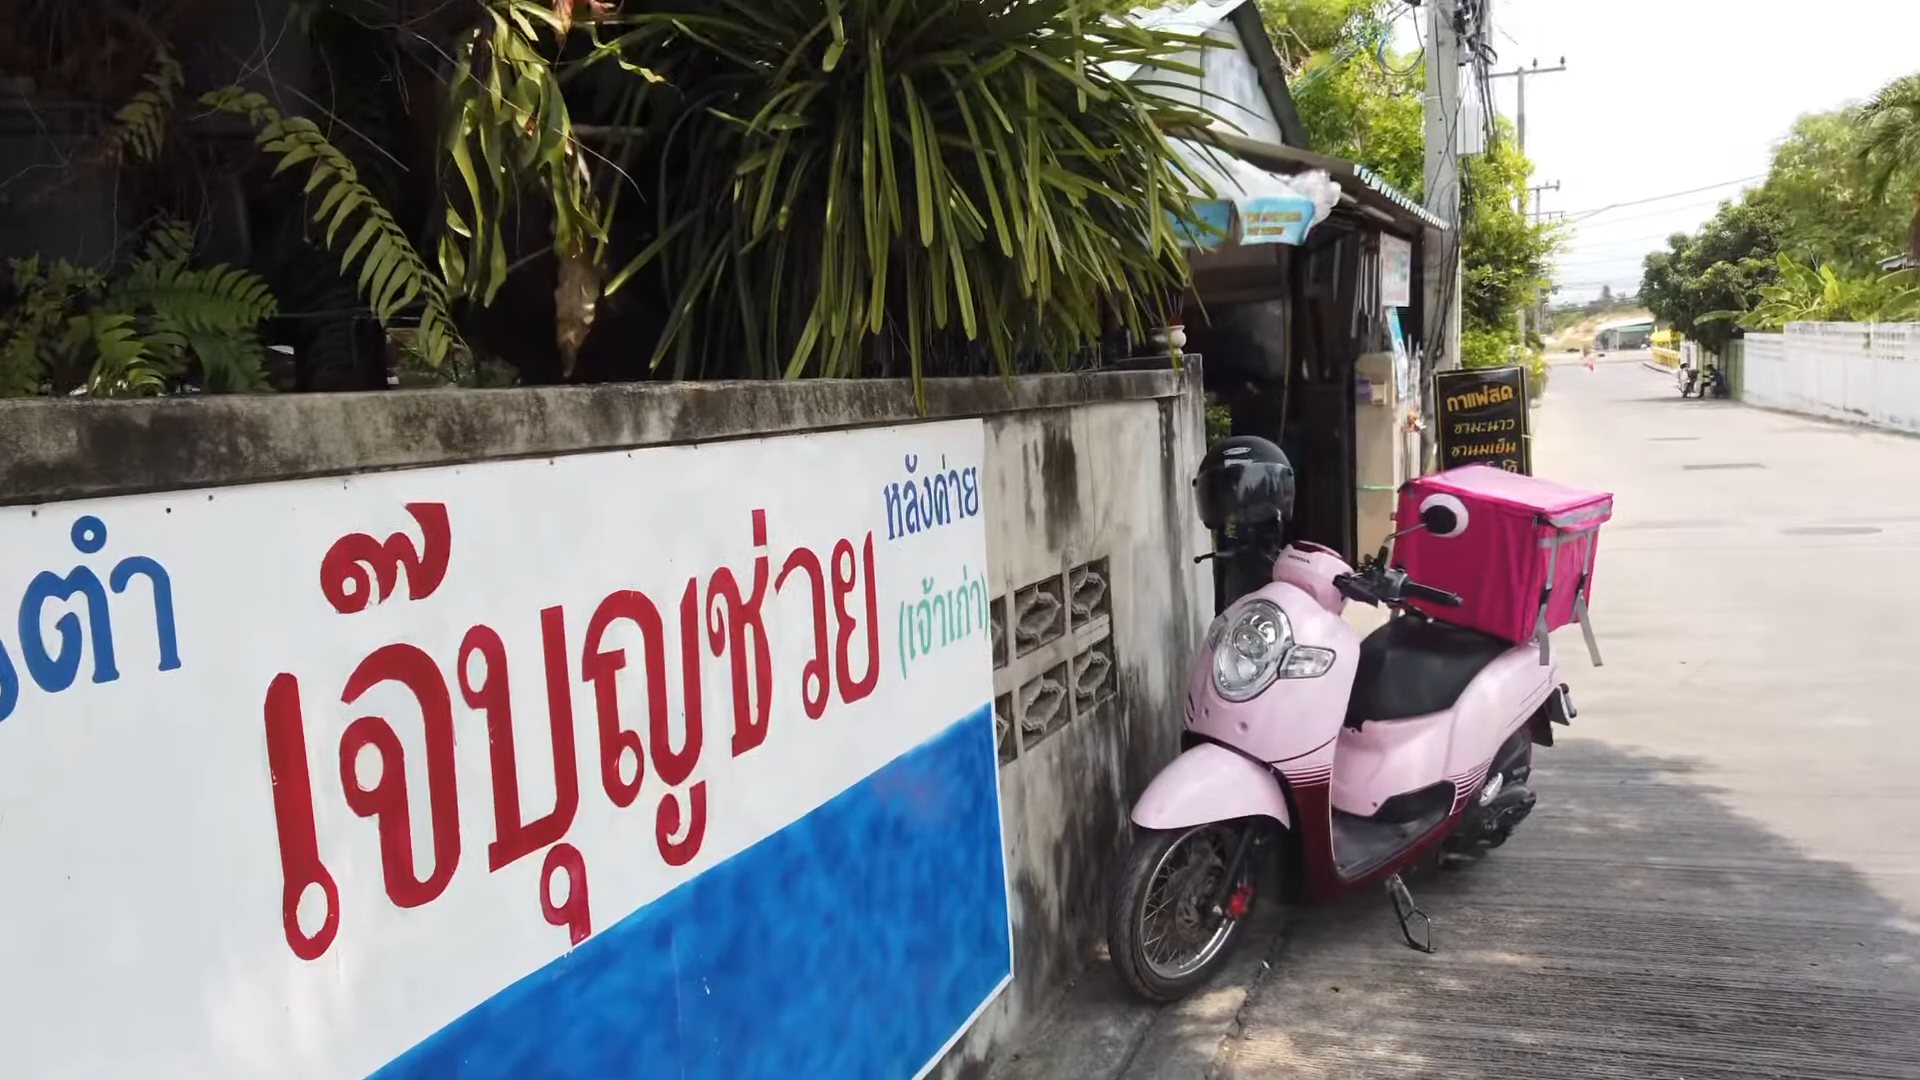 ตำ
เจ๊บุญช่วย
หลังค่าย
(เจ้าเก่า)
กาแฟสด
ชามะนาว
ชานมเย็น
HONDA